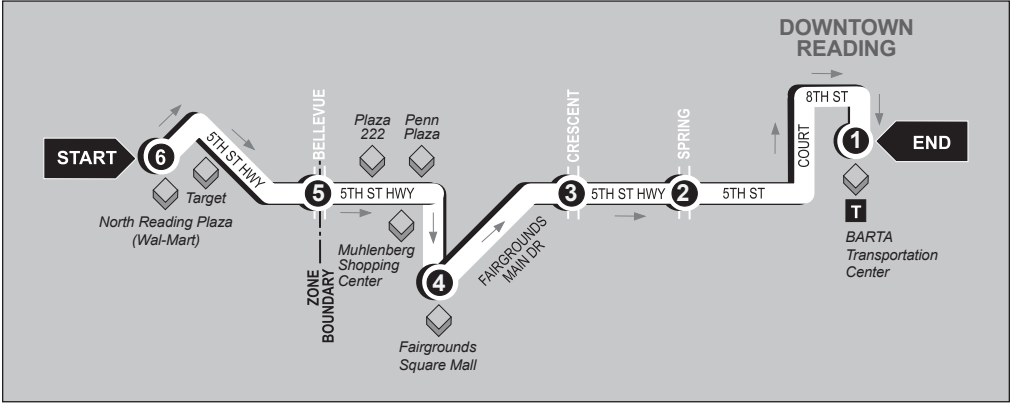 DOWNTOWN
READING
8TH ST
START
6
5TH ST HWY
Target
North Reading Plaza
(Wal-Mart)
BELLEVUE
5
ZONE
BOUNDARY
Plaza
222
Penn
Plaza
5TH ST HWY
Muhlenberg
Shopping
Center
4
Fairgrounds
Square Mall
FAIRGROUNDS
MAIN DR
CRESCENT
3
5TH ST HWY
SPRING
2
5TH ST
COURT
1
END
T
BARTA
Transportation
Center